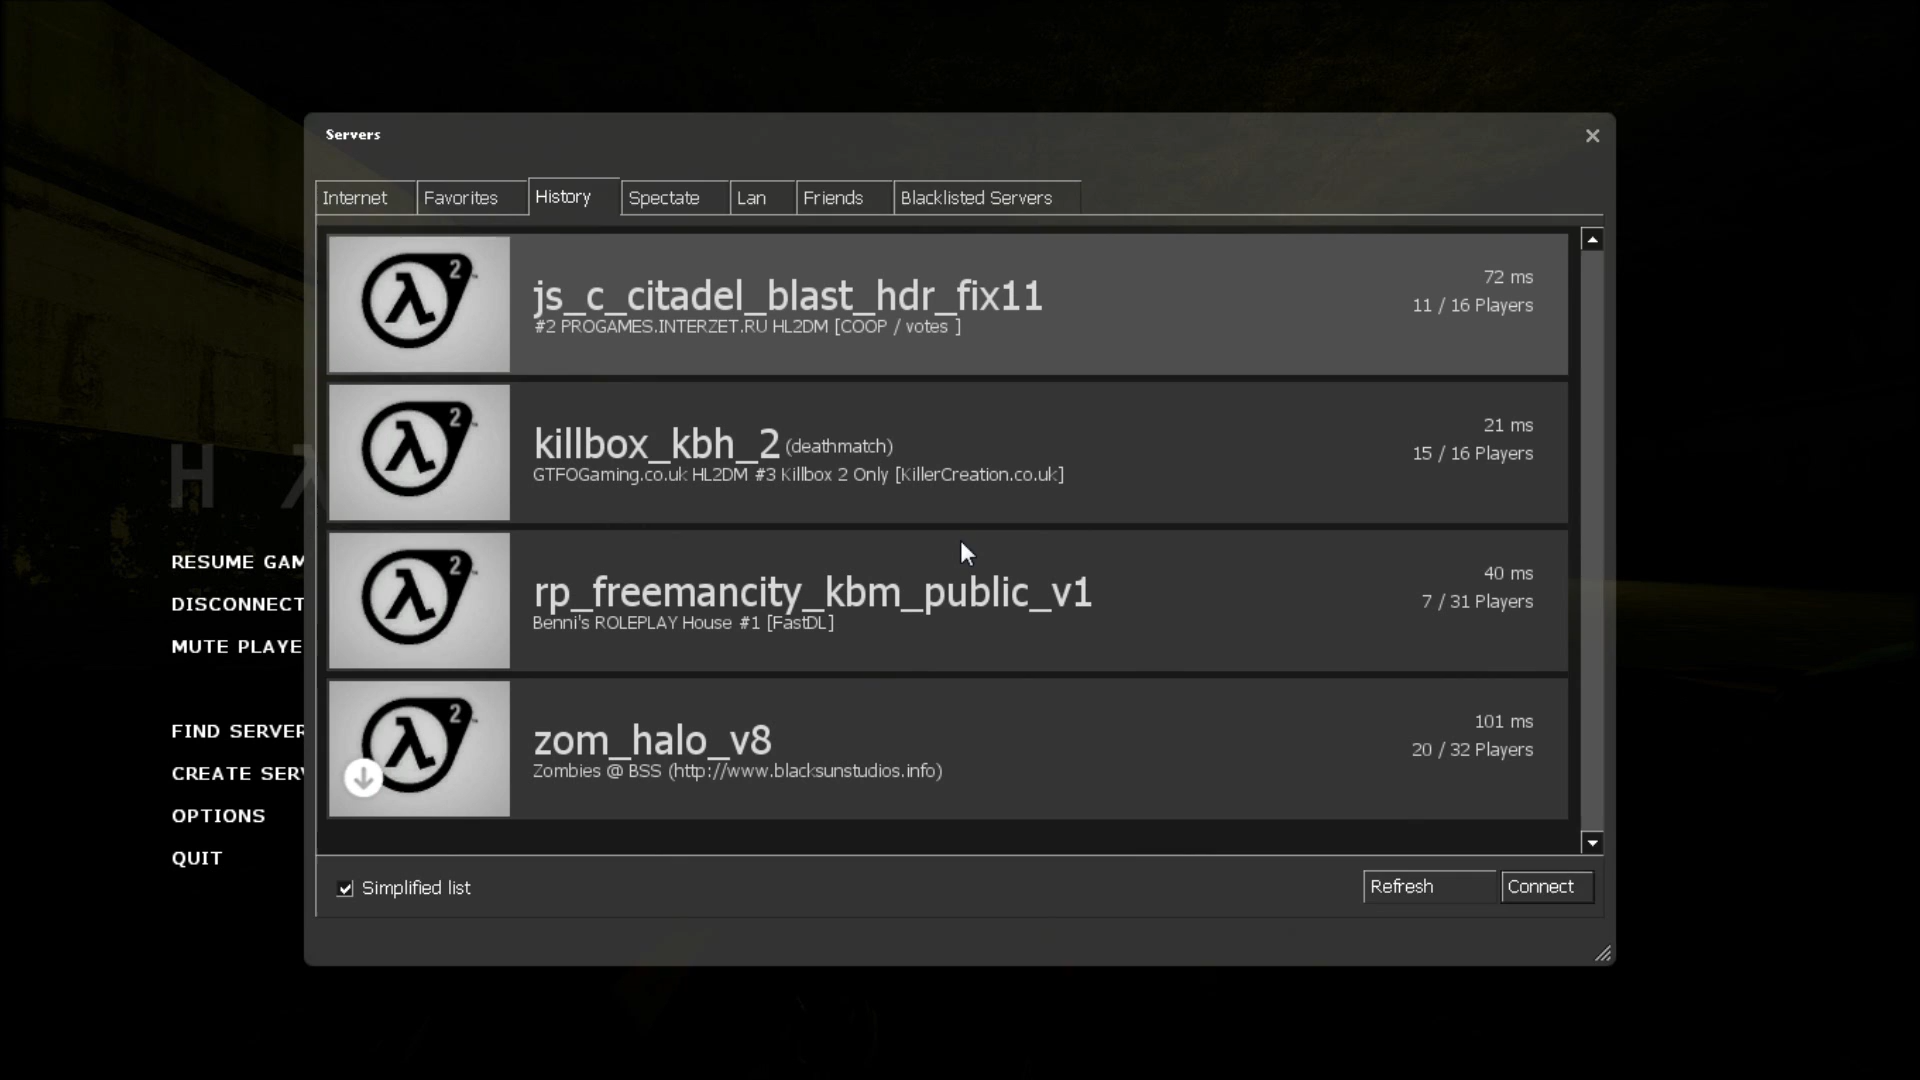 Servers
Internet
Favorites
History
Spectate
Lan
Friends
Blacklisted Servers
2
js_c_citadel_blast_hdr_fix11
#2 PROGAMES.INTERZET.RU HL2DM [COOP / votes ]
72 ms
11 / 16 Players
2
killbox_kbh_2 (deathmatch)
GTFOGaming.co.uk HL2DM #3 Killbox 2 Only [KillerCreation.co.uk]
21 ms
15 / 16 Players
2
rp_freemancity_kbm_public_v1
Benni's ROLEPLAY House #1 [FastDL]
40 ms
7 / 31 Players
2
zom_halo_v8
Zombies @ BSS (http://www.blacksunstudios.info)
101 ms
20 / 32 Players
Simplified list
Refresh
Connect
H λ
RESUME GAM
DISCONNECT
MUTE PLAYE
FIND SERVER
CREATE SERV
OPTIONS
QUIT